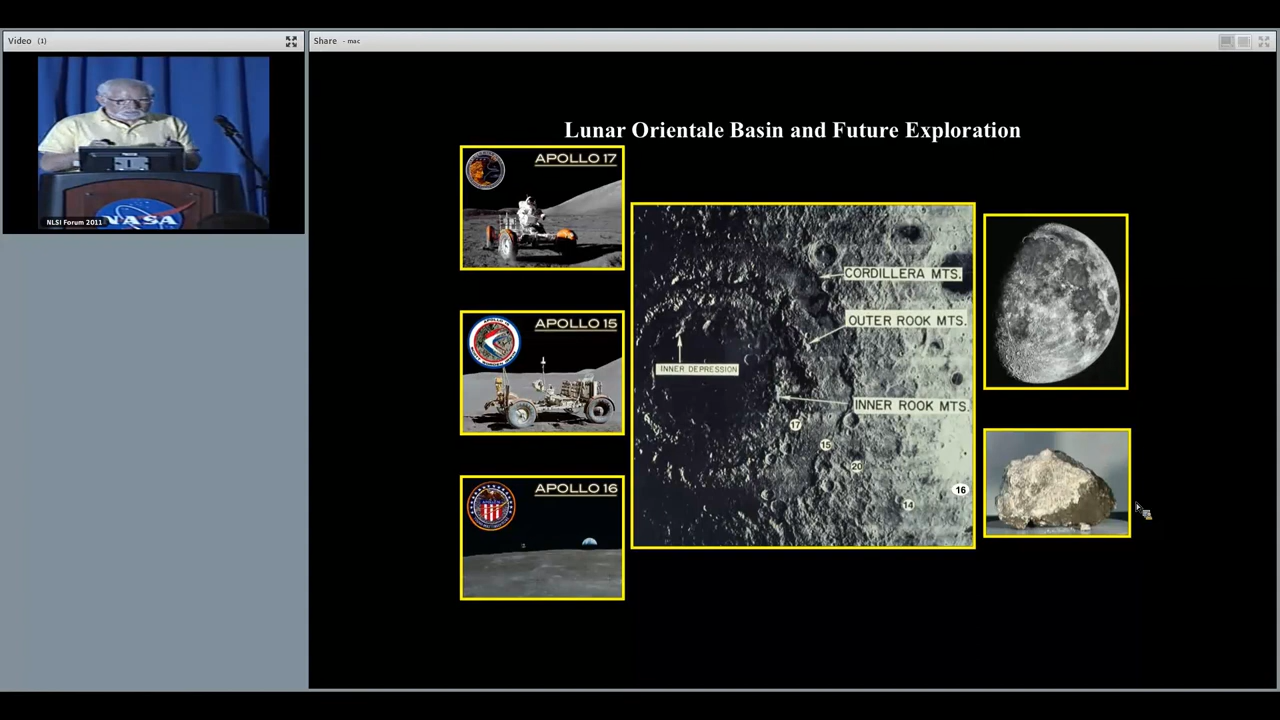 Video (1)
Share - mac
NASA
NLSI Forum 2011
Lunar Orientale Basin and Future Exploration
APOLLO 17
APOLLO 15
APOLLO 16
CORDILLERA MTS.
OUTER ROOK MTS.
INNER DEPRESSION
INNER ROOK MTS.
17
15
20
16
14